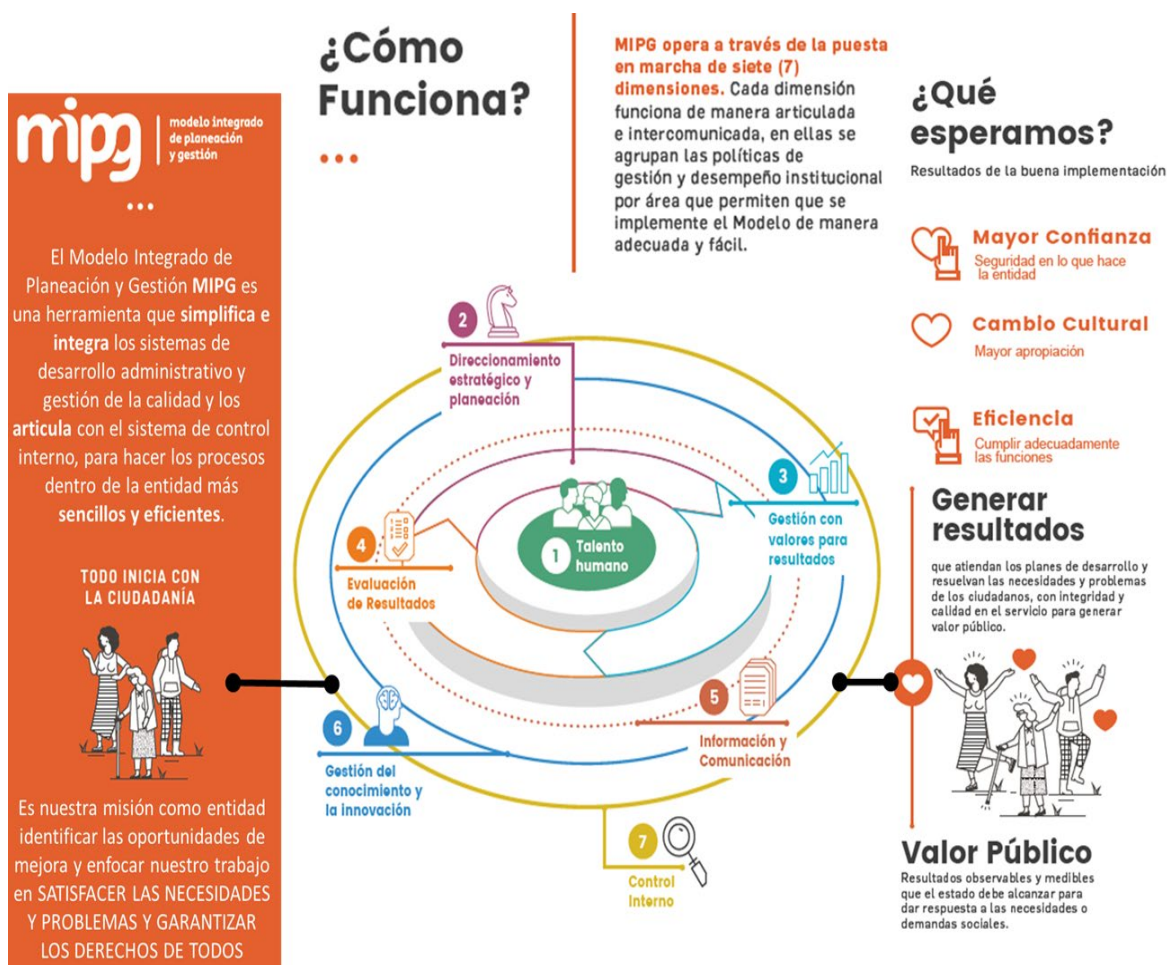 mipg
modelo integrado
de planeación
y gestión
El Modelo Integrado de
Planeación y Gestión MIPG es
una herramienta que simplifica e
integra los sistemas de
desarrollo administrativo y
gestión de la calidad y los
articula con el sistema de control
interno, para hacer los procesos
dentro de la entidad más
sencillos y eficientes.
TODO INICIA CON
LA CIUDADANÍA
Es nuestra misión como entidad
identificar las oportunidades de
mejora y enfocar nuestro trabajo
en SATISFACER LAS NECESIDADES
Y PROBLEMAS Y GARANTIZAR
LOS DERECHOS DE TODOS
¿Cómo
Funciona?
MIPG opera a través de la puesta
en marcha de siete (7)
dimensiones. Cada dimensión
funciona de manera articulada
e intercomunicada, en ellas se
agrupan las políticas de
gestión y desempeño institucional
por área que permiten que se
implemente el Modelo de manera
adecuada y fácil.
1
Talento
humano
2
Direccionamiento
estratégico y
planeación
3
Gestión con
valores para
resultados
4
Evaluación
de Resultados
5
Información y
Comunicación
6
Gestión del
conocimiento y
la innovación
7
Control
Interno
¿Qué
esperamos?
Resultados de la buena implementación
Mayor Confianza
Seguridad en lo que hace
la entidad
Cambio Cultural
Mayor apropiación
Eficiencia
Cumplir adecuadamente
las funciones
Generar
resultados
que atiendan los planes de desarrollo y
resuelvan las necesidades y problemas
de los ciudadanos, con integridad y
calidad en el servicio para generar
valor público.
Valor Público
Resultados observables y medibles
que el estado debe alcanzar para
dar respuesta a las necesidades o
demandas sociales.